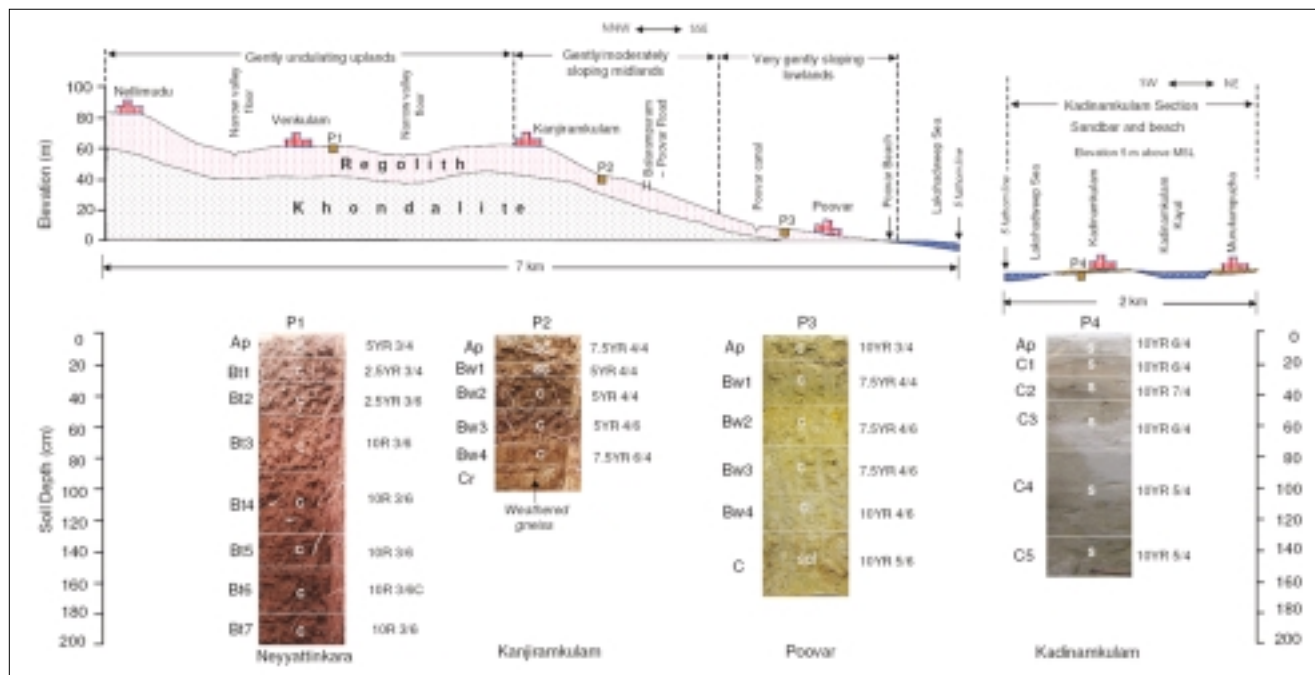 NNW SSE
Gently undulating uplands
Gently moderately
sloping midlands
Very gently sloping
lowlands
SW NE
Kadinamkulam Section
Sandbar and beach
Elevation 5 m above MSL
Elevation (m)
100
80
60
40
20
0
Nellimudu
Narrow valley
floor
Venkulam
P1
Narrow valley
floor
Kanjiramkulam
P2
Balarampuram
– Poovar Road
Poovar canal
P3
Poovar
Poovar Beach
Lakshadeep Sea
5 fathom line
Regolith
Khondalite
7 km
5 fathom line
Lakshadweep Sea
P4
Kadinamkulam
Kadinamkulam
Kayal
Murukumpuzha
2 km
Soil Depth (cm)
0
20
40
60
80
100
120
140
160
180
200
P1
Ap 5YR 3/4
Bt1 c 2.5YR 3/4
Bt2 c 2.5YR 3/6
Bt3 c 10R 3/6
Bt4 c 10R 3/6
Bt5 c 10R 3/6
Bt6 c 10R 3/6C
Bt7 c 10R 3/6
Neyyattinkara
P2
Ap 7.5YR 4/4
Bw1 5YR 4/4
Bw2 c 5YR 4/4
Bw3 c 5YR 4/6
Bw4 c 7.5YR 6/4
Cr
Weathered
gneiss
Kanjiramkulam
P3
Ap 10YR 3/4
Bw1 c 7.5YR 4/4
Bw2 c 7.5YR 4/6
Bw3 c 7.5YR 4/6
Bw4 c 10YR 4/6
C scl 10YR 5/6
Poovar
P4
Ap s 10YR 6/4
C1 s 10YR 6/4
C2 s 10YR 7/4
C3 s 10YR 6/4
C4 s 10YR 5/4
C5 s 10YR 5/4
Kadinamkulam
0
20
40
60
80
100
120
140
160
180
200